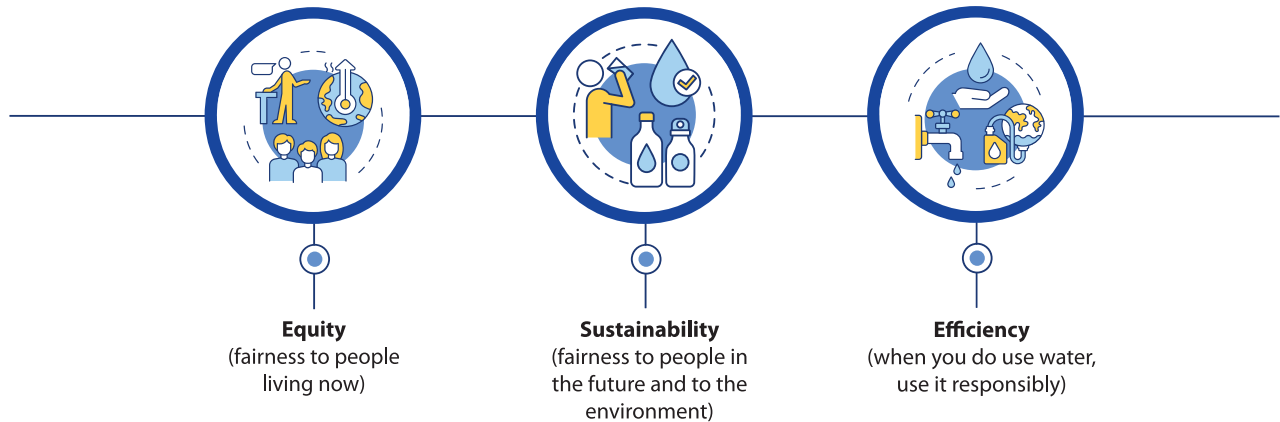 Equity
(fairness to people
living now)
Sustainability
(fairness to people in
the future and to the
environment)
Efficiency
(when you do use water,
use it responsibly)